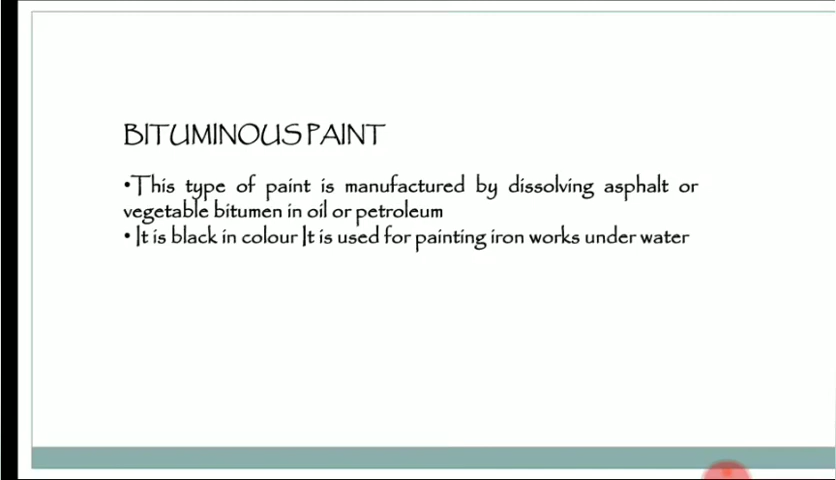 BITUMINOUS PAINT
•This type of paint is manufactured by dissolving asphalt or
vegetable bitumen in oil or petroleum
• It is black in colour It is used for painting iron works under water